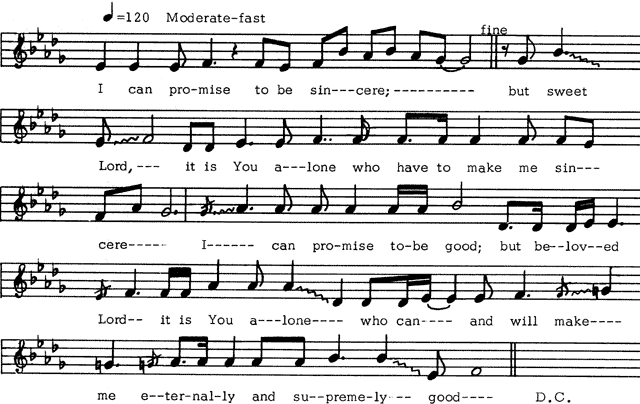 ♩=120 Moderate-fast
fine
I can pro-mise to be sin---cere;---------- but sweet
Lord,--- it is You a--lone who have to make me sin---
cere----- I------ can pro-mise to-be good; but be--lov--ed
Lord-- it is You a--lone---- who can---- and will make----
me e--ter-nal-ly and su--preme-ly--- good---- D.C.